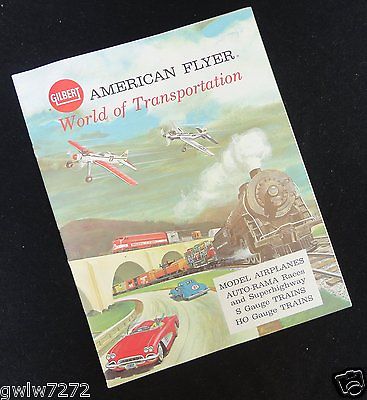 GILBERT
AMERICAN FLYER
World of Transportation
MODEL AIRPLANES
AUTO-RAMA Races
and Superhighway
S Gauge TRAINS
HO Gauge TRAINS
gwlw7272